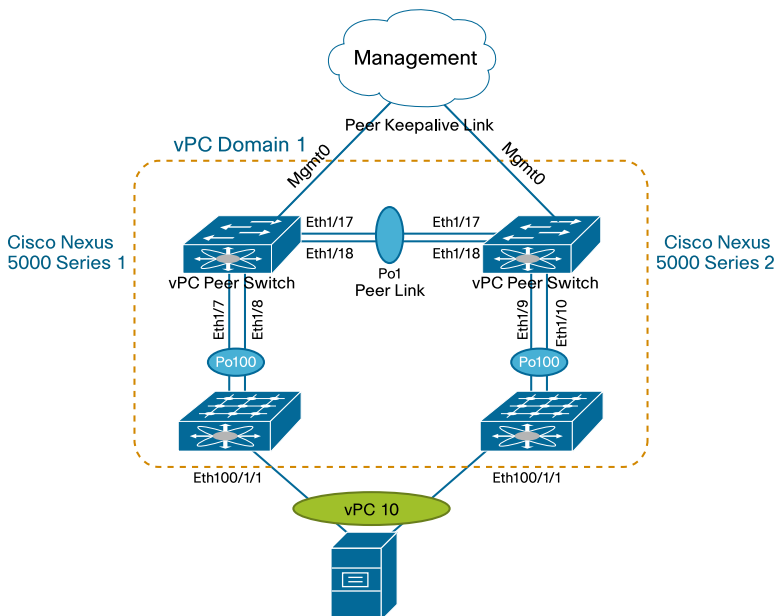 Management
Peer Keepalive Link
vPC Domain 1
Mgmt0
Mgmt0
Cisco Nexus
5000 Series 1
Eth1/17
Eth1/18
Po1
Peer Link
Eth1/17
Eth1/18
Cisco Nexus
5000 Series 2
vPC Peer Switch
vPC Peer Switch
Eth1/7
Eth1/8
Eth1/9
Eth1/10
Po100
Po100
Eth100/1/1
Eth100/1/1
vPC 10